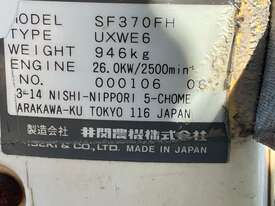 MODEL SF370FH
TYPE UXWE6
WEIGHT 946kg
ENGINE 26.0KW/2500min⁻¹
NO. 000106 06
3-14 NISHI-NIPPORI 5-CHOME
ARAKAWA-KU TOKYO 116 JAPAN
製造会社 井関農機株式会社
ISEKI & CO., LTD. MADE IN JAPAN